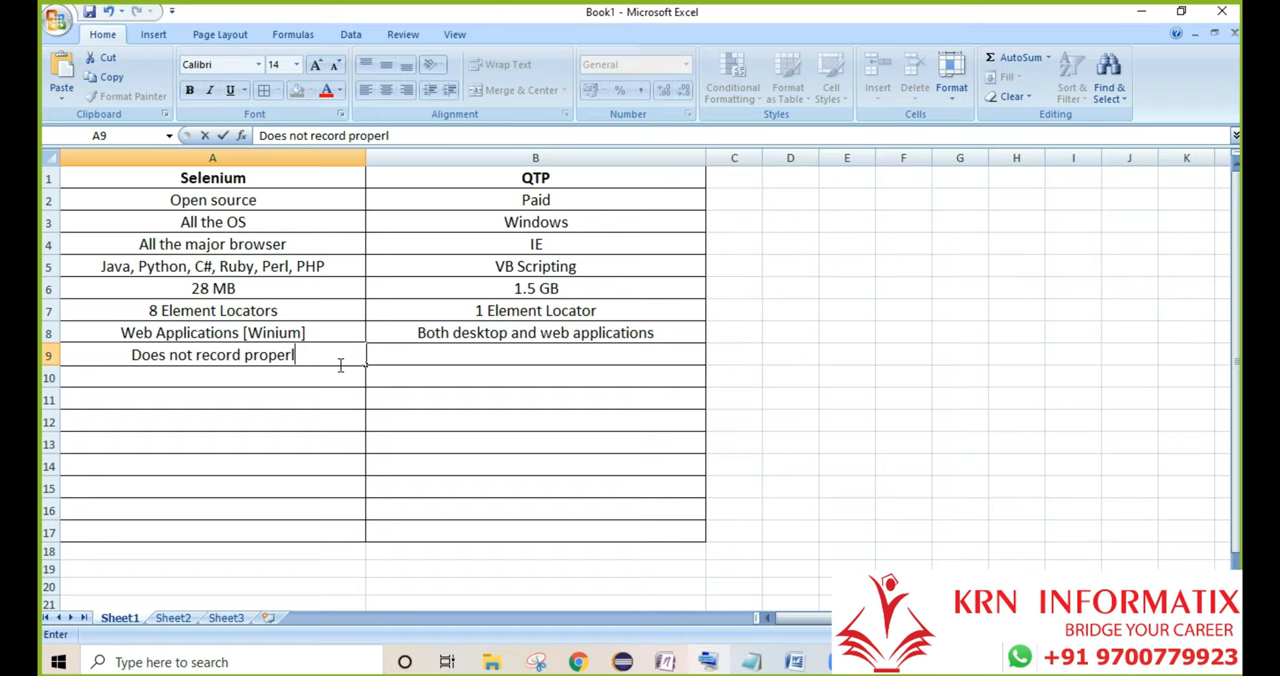 Book1 - Microsoft Excel
Home Insert Page Layout Formulas Data Review View
Paste Cut Copy Format Painter
Calibri 14 Wrap Text Merge & Center General
B I U A % ,
Conditional Formatting Format as Table Cell Styles Insert Delete Format
Σ AutoSum Fill Clear Sort & Filter Find & Select
Clipboard Font Alignment Number Styles Cells Editing
A9 fx Does not record properl
A B C D E F G H I J K
1 Selenium QTP
2 Open source Paid
3 All the OS Windows
4 All the major browser IE
5 Java, Python, C#, Ruby, Perl, PHP VB Scripting
6 28 MB 1.5 GB
7 8 Element Locators 1 Element Locator
8 Web Applications [Winium] Both desktop and web applications
9 Does not record properl
10
11
12
13
14
15
16
17
18
19
20
21
Sheet1 Sheet2 Sheet3
Enter
Type here to search
KRN INFORMATIX
BRIDGE YOUR CAREER
+91 9700779923